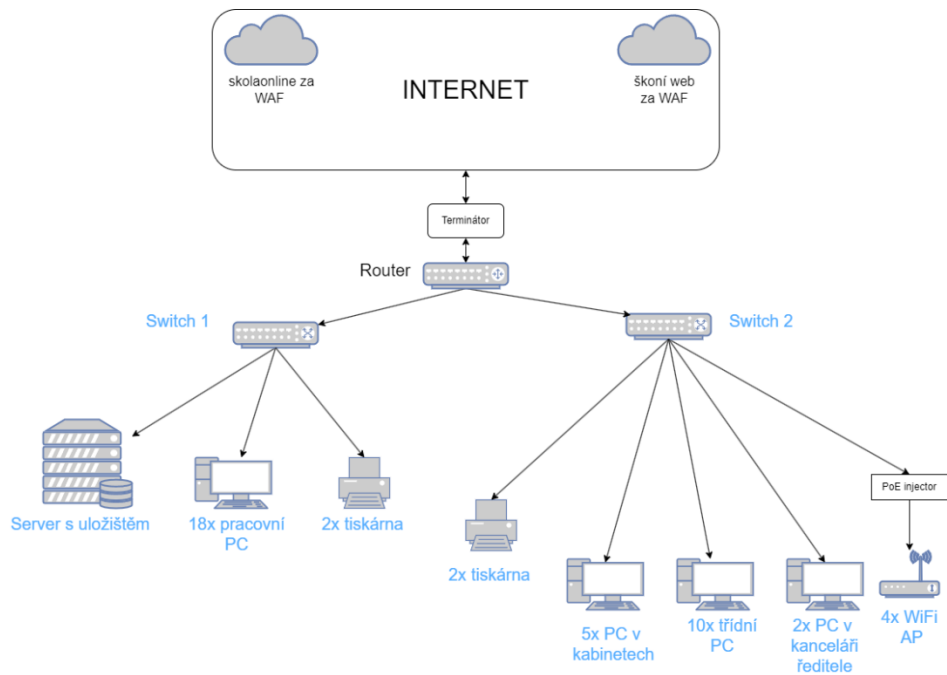 skolaonline za
WAF
INTERNET
škoní web
za WAF
Terminátor
Router
Switch 1
Switch 2
PoE injector
Server s uložištěm
18x pracovní
PC
2x tiskárna
2x tiskárna
5x PC v
kabinetech
10x třídní
PC
2x PC v
kanceláři
ředitele
4x WiFi
AP